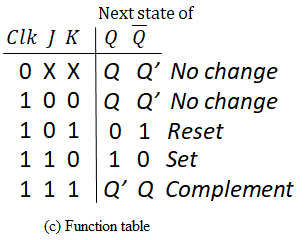 Next state of
Clk J K Q Q̅
0 X X Q Q' No change
1 0 0 Q Q' No change
1 0 1 0 1 Reset
1 1 0 1 0 Set
1 1 1 Q' Q Complement
(c) Function table